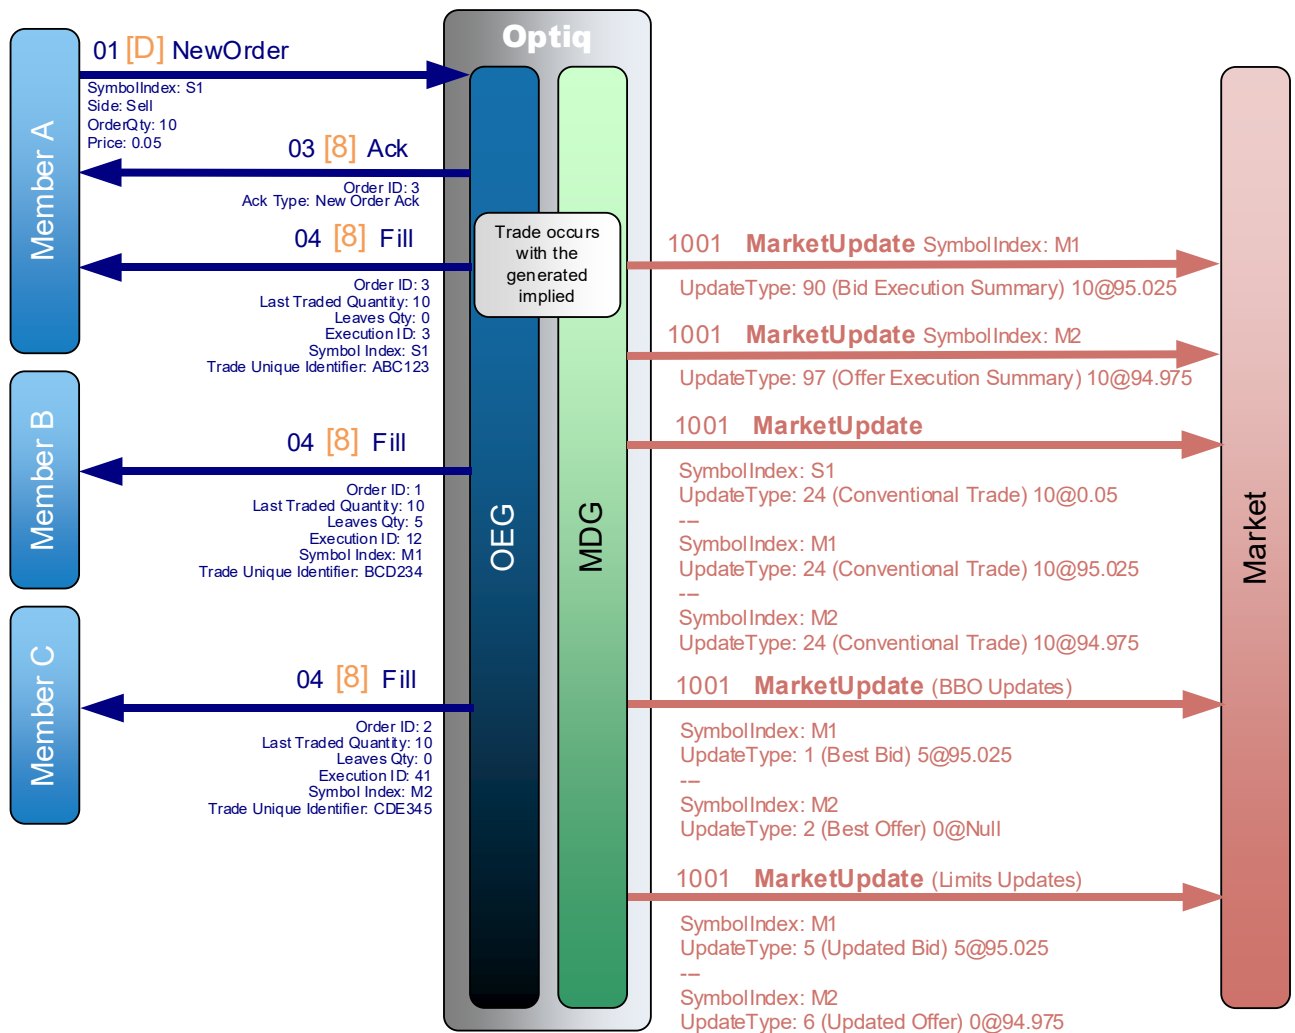 Optiq
01 [D] NewOrder
SymbolIndex: S1
Side: Sell
OrderQty: 10
Price: 0.05
Member A
03 [8] Ack
Order ID: 3
Ack Type: New Order Ack
04 [8] Fill
Order ID: 3
Last Traded Quantity: 10
Leaves Qty: 0
Execution ID: 3
Symbol Index: S1
Trade Unique Identifier: ABC123
Member B
04 [8] Fill
Order ID: 1
Last Traded Quantity: 10
Leaves Qty: 5
Execution ID: 12
Symbol Index: M1
Trade Unique Identifier: BCD234
Member C
04 [8] Fill
Order ID: 2
Last Traded Quantity: 10
Leaves Qty: 0
Execution ID: 41
Symbol Index: M2
Trade Unique Identifier: CDE345
Trade occurs
with the
generated
implied
OEG
MDG
1001 MarketUpdate SymbolIndex: M1
UpdateType: 90 (Bid Execution Summary) 10@95.025
1001 MarketUpdate SymbolIndex: M2
UpdateType: 97 (Offer Execution Summary) 10@94.975
1001 MarketUpdate
SymbolIndex: S1
UpdateType: 24 (Conventional Trade) 10@0.05
---
SymbolIndex: M1
UpdateType: 24 (Conventional Trade) 10@95.025
---
SymbolIndex: M2
UpdateType: 24 (Conventional Trade) 10@94.975
1001 MarketUpdate (BBO Updates)
SymbolIndex: M1
UpdateType: 1 (Best Bid) 5@95.025
---
SymbolIndex: M2
UpdateType: 2 (Best Offer) 0@Null
1001 MarketUpdate (Limits Updates)
SymbolIndex: M1
UpdateType: 5 (Updated Bid) 5@95.025
---
SymbolIndex: M2
UpdateType: 6 (Updated Offer) 0@94.975
Market